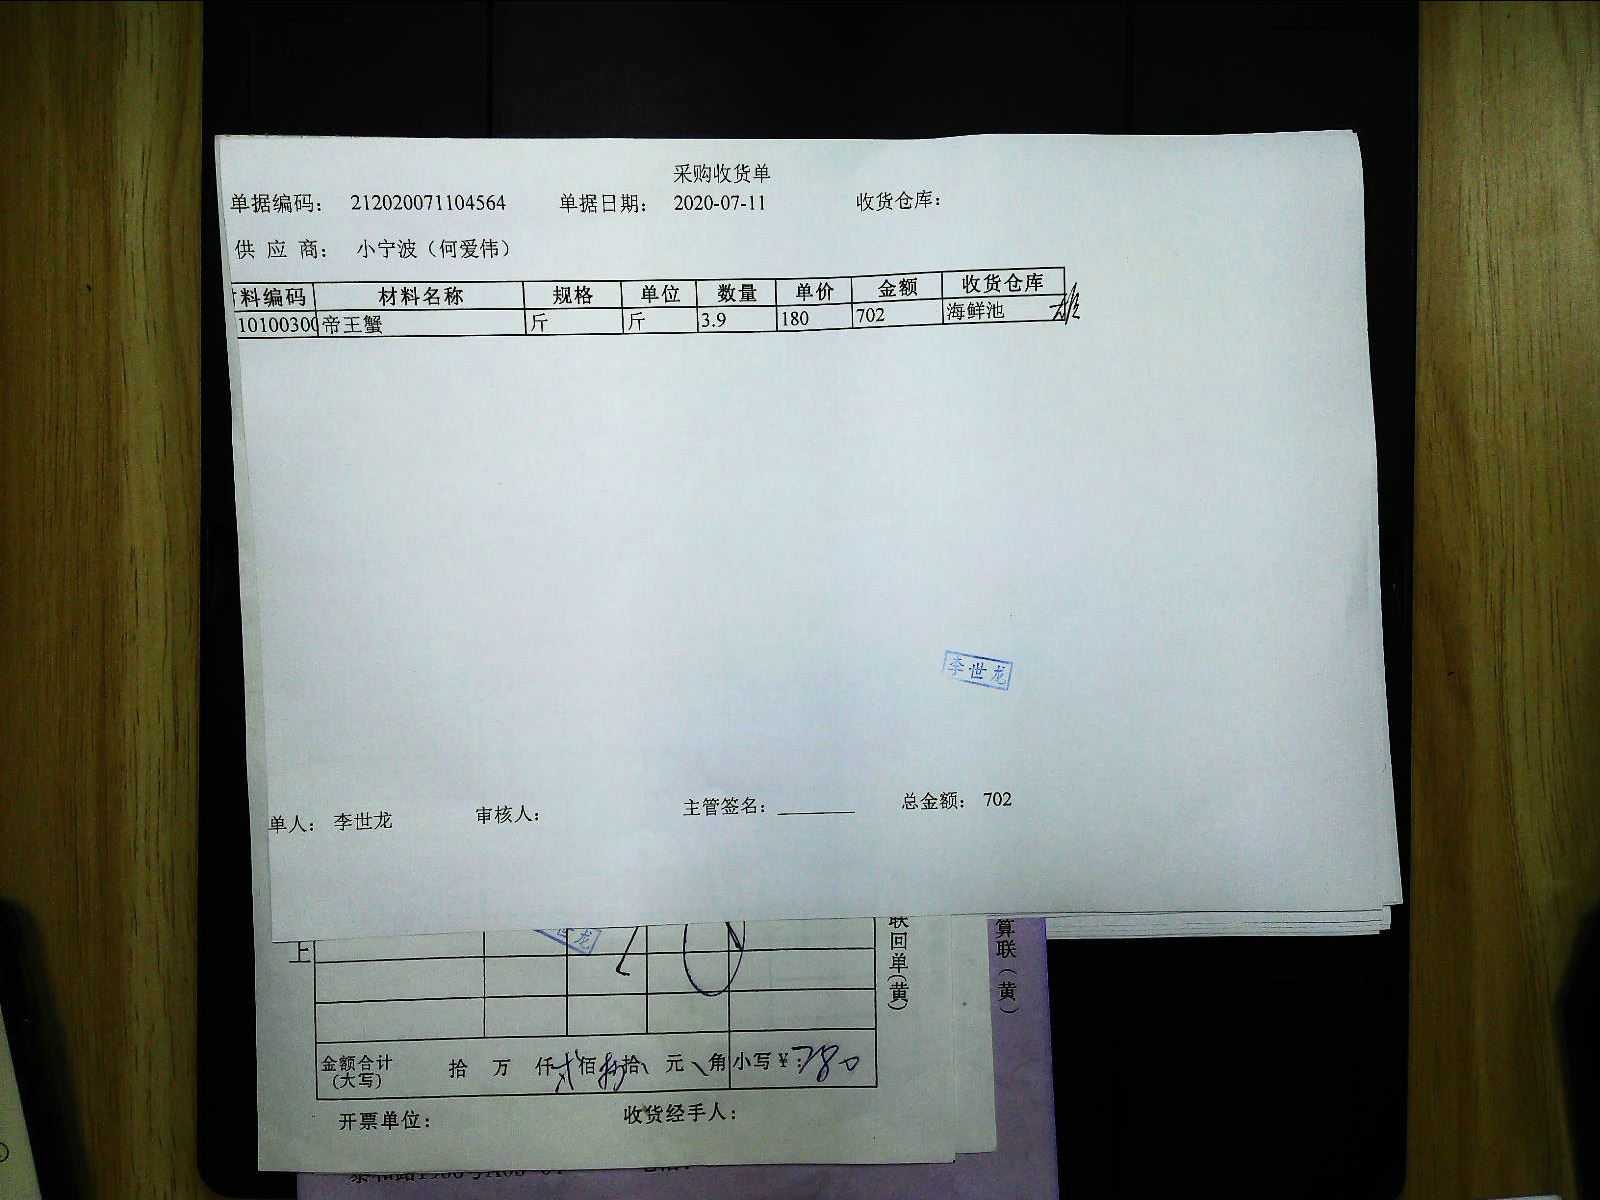 采购收货单
单据编码： 212020071104564 单据日期： 2020-07-11 收货仓库：
供 应 商： 小宁波（何爱伟）
料编码 材料名称 规格 单位 数量 单价 金额 收货仓库
10100300 帝王蟹 斤 斤 3.9 180 702 海鲜池
李世龙
单人： 李世龙 审核人： 主管签名： 总金额： 702
龙
上
联回单（黄）
算联（黄）
金额合计
（大写）
拾 万 仟 佰 拾 元 角 小写￥：
开票单位： 收货经手人：